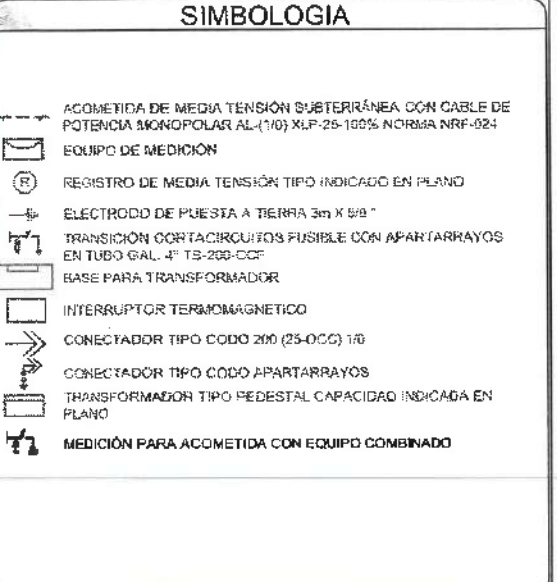 SIMBOLOGIA
ACOMETIDA DE MEDIA TENSIÓN SUBTERRÁNEA CON CABLE DE
POTENCIA MONOPOLAR AL-(1/0) XLP-25-100% NORMA NRF-024
EQUIPO DE MEDICIÓN
R
REGISTRO DE MEDIA TENSIÓN TIPO INDICADO EN PLANO
ELECTRODO DE PUESTA A TIERRA 3m X 5/8 "
TRANSICIÓN CORTACIRCUITOS FUSIBLE CON APARTARRAYOS
EN TUBO GAL. 4" TS-200-CCF
BASE PARA TRANSFORMADOR
INTERRUPTOR TERMOMAGNETICO
CONECTADOR TIPO CODO 200 (25-OCC) 1/0
CONECTADOR TIPO CODO APARTARRAYOS
TRANSFORMADOR TIPO PEDESTAL CAPACIDAD INDICADA EN
PLANO
MEDICIÓN PARA ACOMETIDA CON EQUIPO COMBINADO